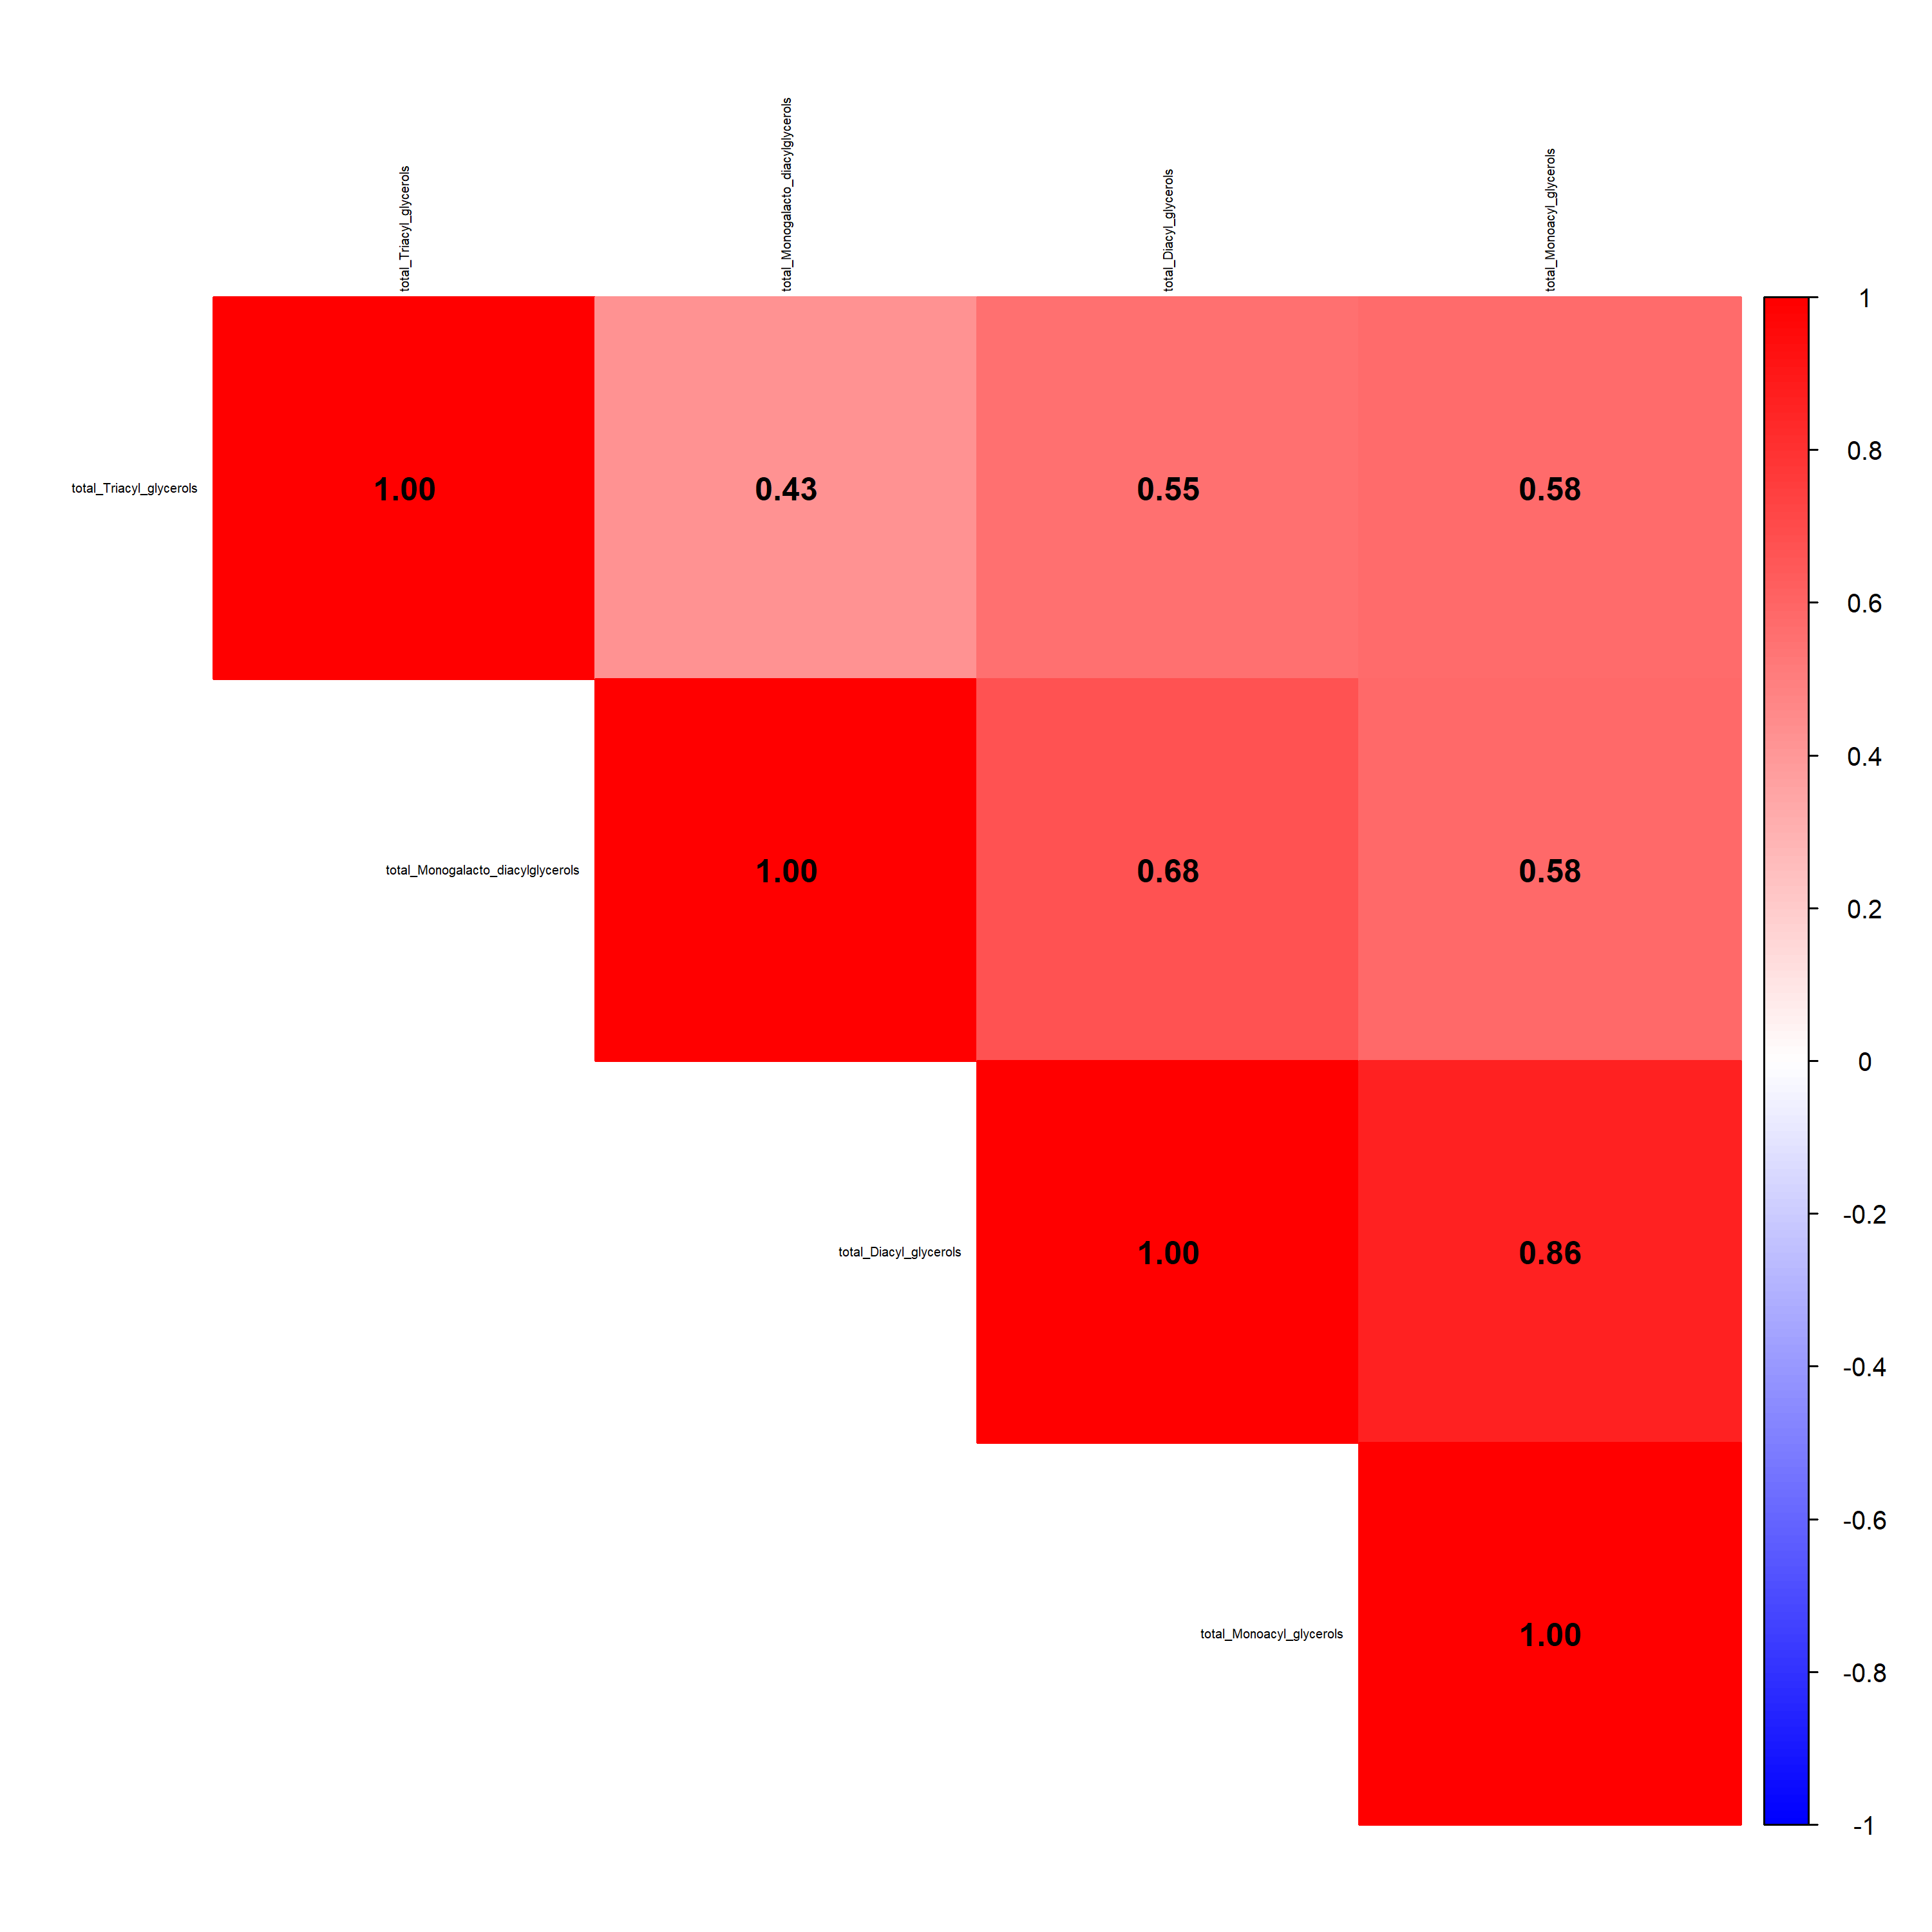 total_Triacyl_glycerols
total_Monogalacto_diacylglycerols
total_Diacyl_glycerols
total_Monoacyl_glycerols
total_Triacyl_glycerols 1.00 0.43 0.55 0.58
total_Monogalacto_diacylglycerols 1.00 0.68 0.58
total_Diacyl_glycerols 1.00 0.86
total_Monoacyl_glycerols 1.00
1
0.8
0.6
0.4
0.2
0
-0.2
-0.4
-0.6
-0.8
-1